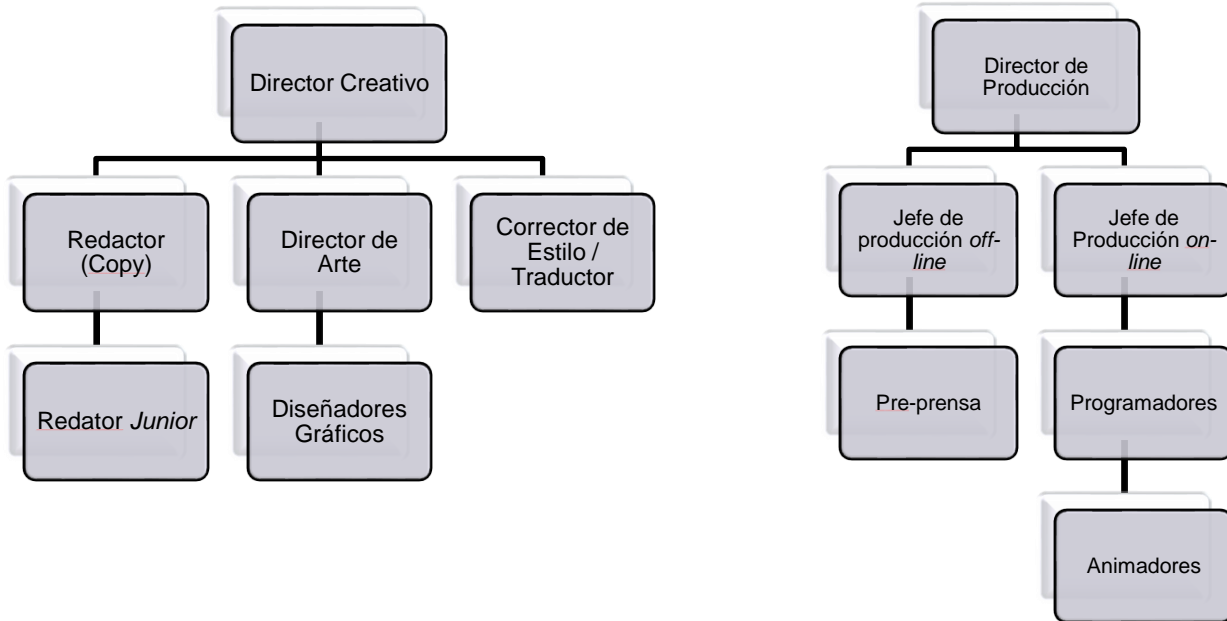 Director Creativo
Redactor
(Copy)
Director de
Arte
Corrector de
Estilo /
Traductor
Redator Junior
Diseñadores
Gráficos
Director de
Producción
Jefe de
producción off-
line
Jefe de
Producción on-
line
Pre-prensa
Programadores
Animadores